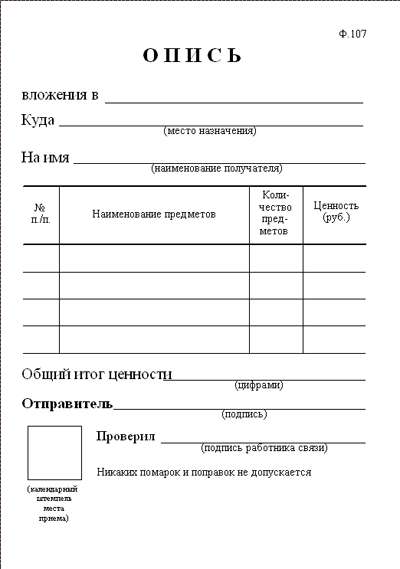 Ф.107
О П И С Ь
вложения в
Куда
(место назначения)
На имя
(наименование получателя)
№ п./п.
Наименование предметов
Коли-
чество
пред-
метов
Ценность
(руб.)
Общий итог ценности
(цифрами)
Отправитель
(подпись)
Проверил
(подпись работника связи)
Никаких помарок и поправок не допускается
(календарный
штемпель
места
приема)